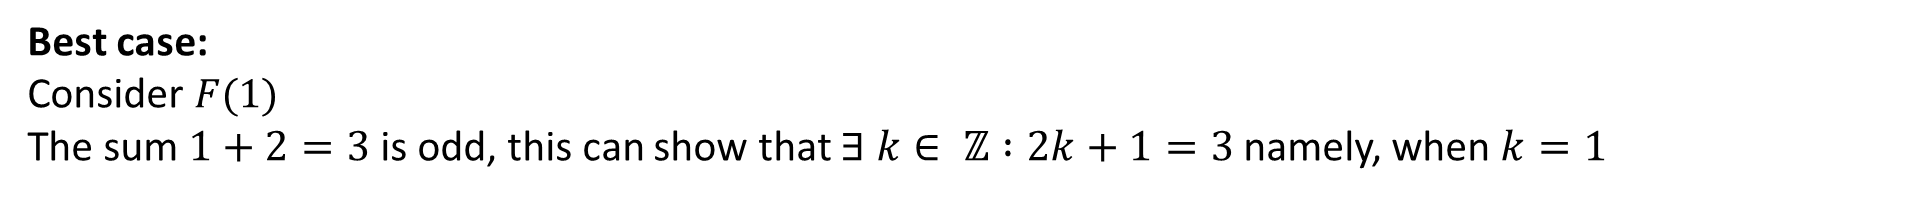 Best case:
Consider F(1)
The sum 1 + 2 = 3 is odd, this can show that ∃ k ∈ ℤ : 2k + 1 = 3 namely, when k = 1